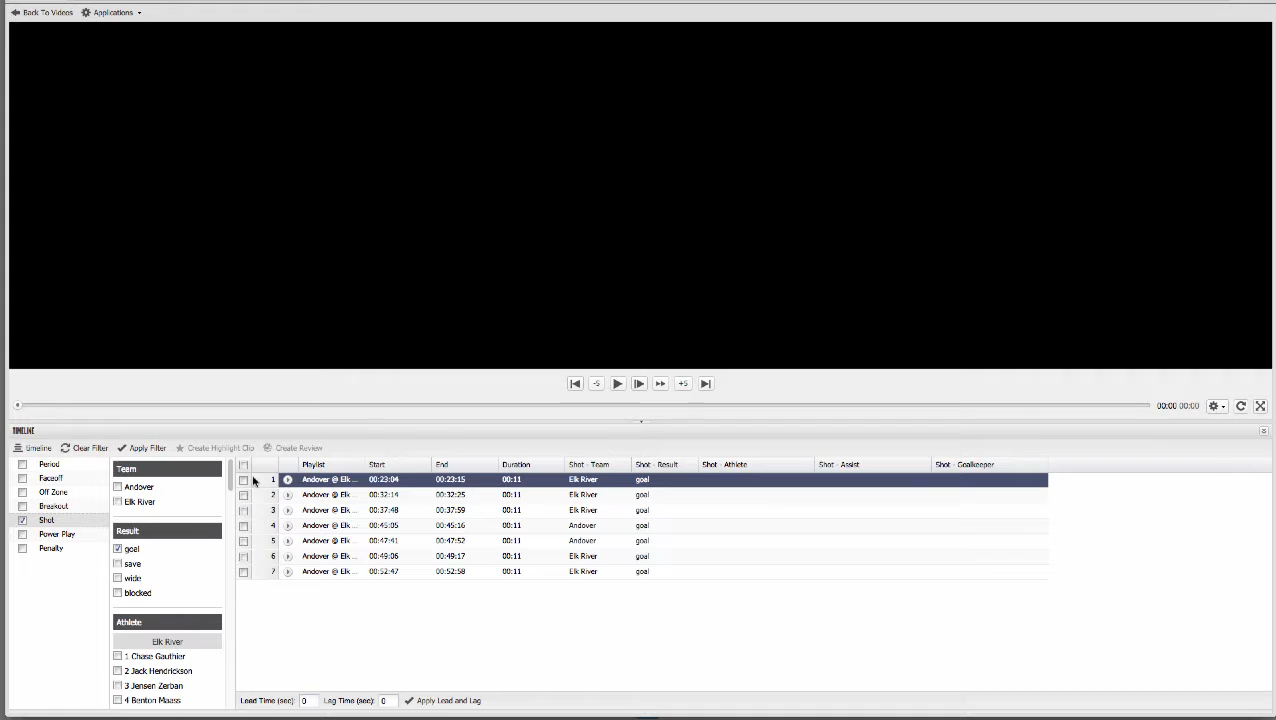 Back To Videos Applications
-5 +5
00:00 00:00
TIMELINE
timeline Clear Filter Apply Filter Create Highlight Clip Create Review
Period
Faceoff
Off Zone
Breakout
Shot
Power Play
Penalty
Team
Andover
Elk River
Result
goal
save
wide
blocked
Athlete
Elk River
1 Chase Gauthier
2 Jack Hendrickson
3 Jensen Zerban
4 Benton Maass
Playlist Start End Duration Shot - Team Shot - Result Shot - Athlete Shot - Assist Shot - Goalkeeper
1 Andover @ Elk ... 00:23:04 00:23:15 00:11 Elk River goal
2 Andover @ Elk ... 00:32:14 00:32:25 00:11 Elk River goal
3 Andover @ Elk ... 00:37:48 00:37:59 00:11 Elk River goal
4 Andover @ Elk ... 00:45:05 00:45:16 00:11 Andover goal
5 Andover @ Elk ... 00:47:41 00:47:52 00:11 Andover goal
6 Andover @ Elk ... 00:49:06 00:49:17 00:11 Elk River goal
7 Andover @ Elk ... 00:52:47 00:52:58 00:11 Elk River goal
Lead Time (sec): 0 Lag Time (sec): 0 Apply Lead and Lag